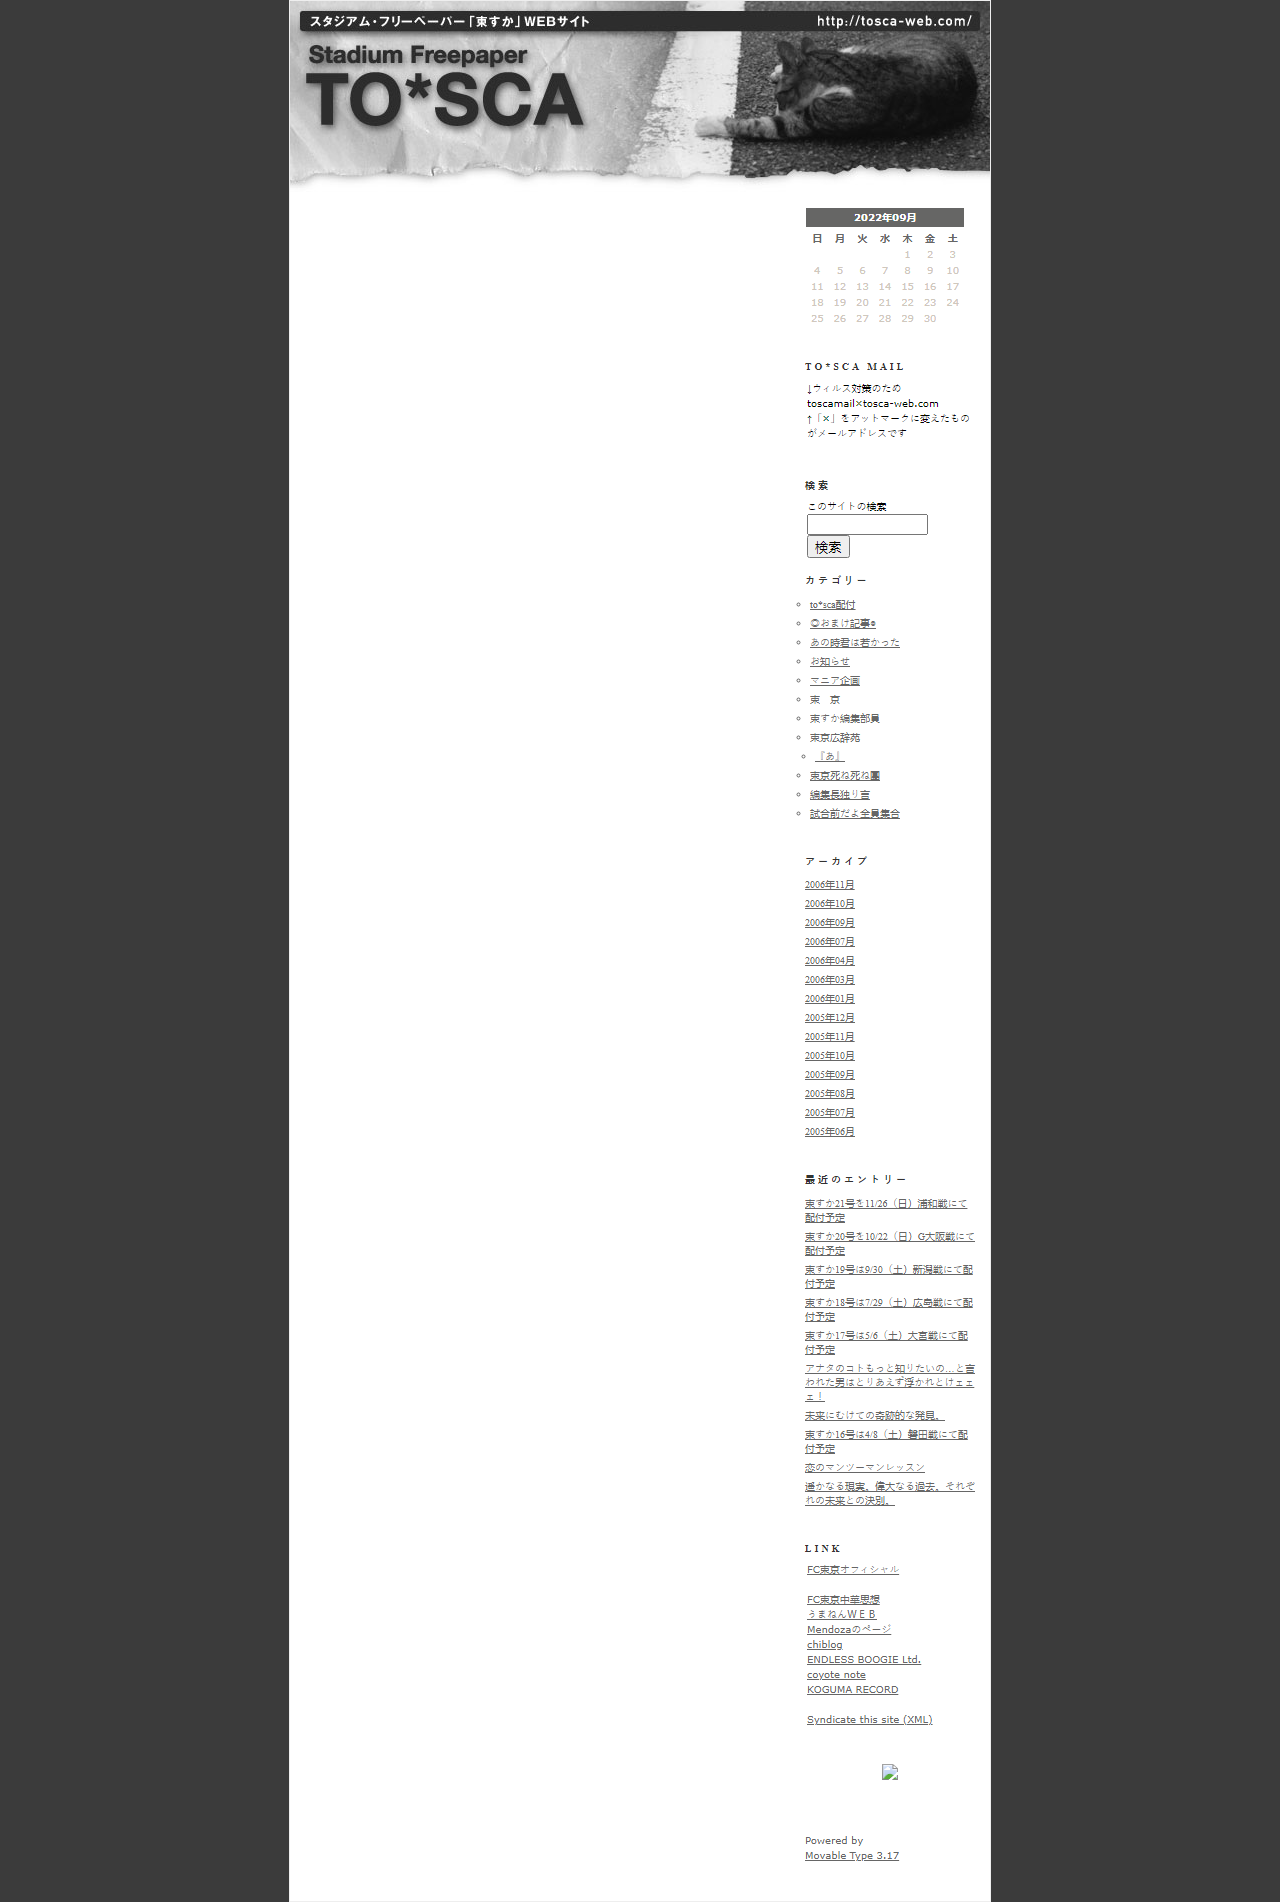 スタジアム・フリーペーパー「東すか」WEBサイト
http://tosca-web.com/
Stadium Freepaper
TO*SCA
2022年09月
日 月 火 水 木 金 土
1 2 3
4 5 6 7 8 9 10
11 12 13 14 15 16 17
18 19 20 21 22 23 24
25 26 27 28 29 30
TO*SCA MAIL
↓ウィルス対策のため
toscamail×tosca-web.com
↑「×」をアットマークに変えたもの
がメールアドレスです
検索
このサイトの検索
検索
カテゴリー
to*sca配付
◎おまけ記事◎
あの時君は若かった
お知らせ
マニア企画
東　京
東すか編集部員
東京広辞苑
『あ』
東京死ね死ね團
編集長独り言
試合前だよ全員集合
アーカイブ
2006年11月
2006年10月
2006年09月
2006年07月
2006年04月
2006年03月
2006年01月
2005年12月
2005年11月
2005年10月
2005年09月
2005年08月
2005年07月
2005年06月
最近のエントリー
東すか21号を11/26（日）浦和戦にて
配付予定
東すか20号を10/22（日）G大阪戦にて
配付予定
東すか19号は9/30（土）新潟戦にて配
付予定
東すか18号は7/29（土）広島戦にて配
付予定
東すか17号は5/6（土）大宮戦にて配
付予定
アナタのコトもっと知りたいの…と言
われた男はとりあえず浮かれとけェェ
ェ！
未来にむけての奇跡的な発見。
東すか16号は4/8（土）磐田戦にて配
付予定
恋のマンツーマンレッスン
遥かなる現実。偉大なる過去。それぞ
れの未来との決別。
LINK
FC東京オフィシャル
FC東京中華思想
うまねんＷＥＢ
Mendozaのページ
chiblog
ENDLESS BOOGIE Ltd.
coyote note
KOGUMA RECORD
Syndicate this site (XML)
Powered by
Movable Type 3.17